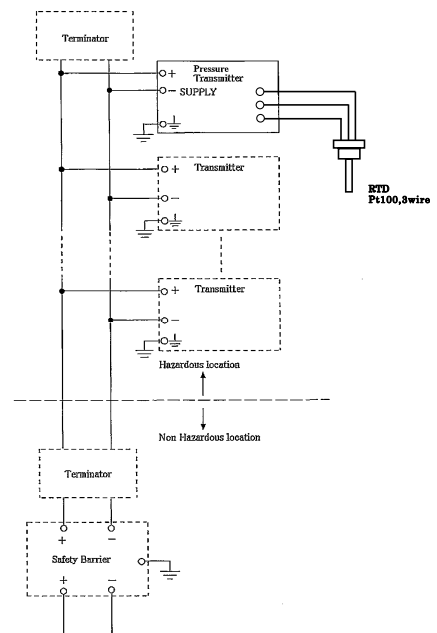 Terminator
Pressure
Transmitter
+
− SUPPLY
RTD
Pt100,3wire
Transmitter
+
−
Transmitter
+
−
Hazardous location
Non Hazardous location
Terminator
+ −
Safety Barrier
+ −